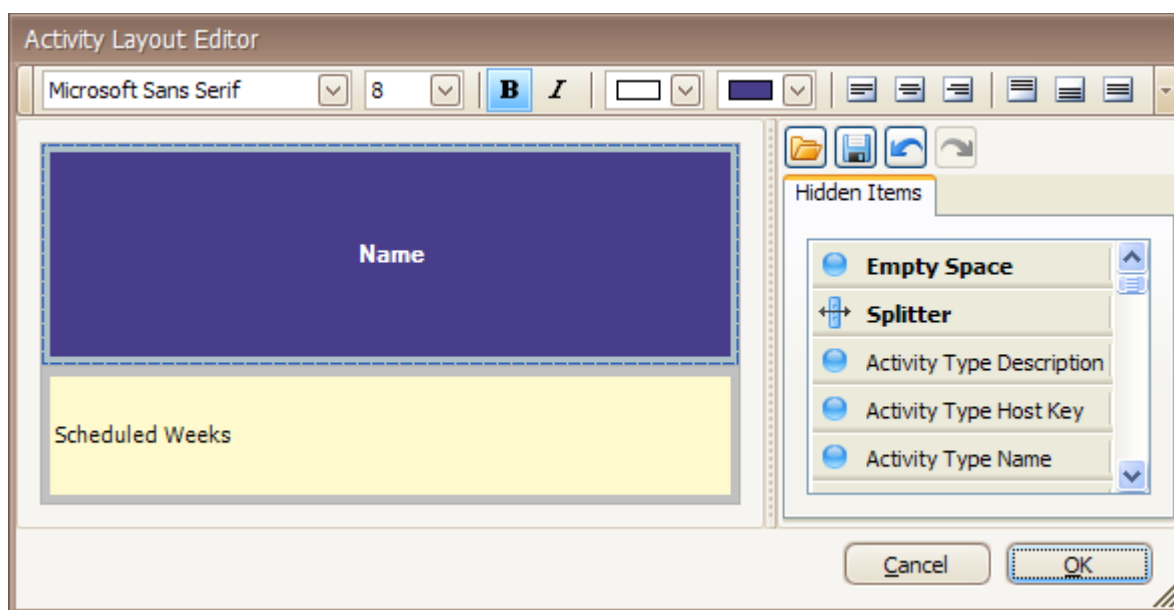 Activity Layout Editor
Microsoft Sans Serif 8 B I
Hidden Items
Name
Scheduled Weeks
Empty Space
Splitter
Activity Type Description
Activity Type Host Key
Activity Type Name
Cancel OK